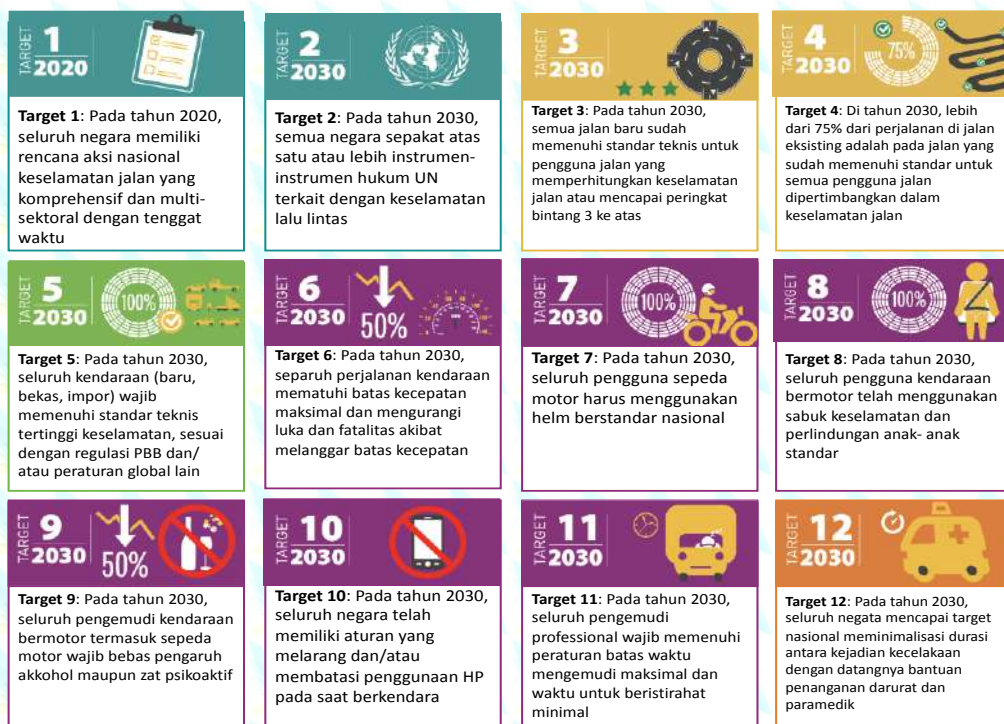 TARGET
1
2020
Target 1: Pada tahun 2020,
seluruh negara memiliki
rencana aksi nasional
keselamatan jalan yang
komprehensif dan multi-
sektoral dengan tenggat
waktu
TARGET
2
2030
Target 2: Pada tahun 2030,
semua negara sepakat atas
satu atau lebih instrumen-
instrumen hukum UN
terkait dengan keselamatan
lalu lintas
TARGET
3
2030
Target 3: Pada tahun 2030,
semua jalan baru sudah
memenuhi standar teknis untuk
pengguna jalan yang
memperhitungkan keselamatan
jalan atau mencapai peringkat
bintang 3 ke atas
TARGET
4
2030
75%
Target 4: Di tahun 2030, lebih
dari 75% dari perjalanan di jalan
eksisting adalah pada jalan yang
sudah memenuhi standar untuk
semua pengguna jalan
dipertimbangkan dalam
keselamatan jalan
TARGET
5
2030
100%
Target 5: Pada tahun 2030,
seluruh kendaraan (baru,
bekas, impor) wajib
memenuhi standar teknis
tertinggi keselamatan, sesuai
dengan regulasi PBB dan/
atau peraturan global lain
TARGET
6
2030
50%
Target 6: Pada tahun 2030,
separuh perjalanan kendaraan
mematuhi batas kecepatan
maksimal dan mengurangi
luka dan fatalitas akibat
melanggar batas kecepatan
TARGET
7
2030
100%
Target 7: Pada tahun 2030,
seluruh pengguna sepeda
motor harus menggunakan
helm berstandar nasional
TARGET
8
2030
100%
Target 8: Pada tahun 2030,
seluruh pengguna kendaraan
bermotor telah menggunakan
sabuk keselamatan dan
perlindungan anak- anak
standar
TARGET
9
2030
50%
Target 9: Pada tahun 2030,
seluruh pengemudi kendaraan
bermotor termasuk sepeda
motor wajib bebas pengaruh
akkohol maupun zat psikoaktif
TARGET
10
2030
Target 10: Pada tahun 2030,
seluruh negara telah
memiliki aturan yang
melarang dan/atau
membatasi penggunaan HP
pada saat berkendara
TARGET
11
2030
Target 11: Pada tahun 2030,
seluruh pengemudi
professional wajib memenuhi
peraturan batas waktu
mengemudi maksimal dan
waktu untuk beristirahat
minimal
TARGET
12
2030
Target 12: Pada tahun 2030,
seluruh negata mencapai target
nasional meminimalisasi durasi
antara kejadian kecelakaan
dengan datangnya bantuan
penanganan darurat dan
paramedik